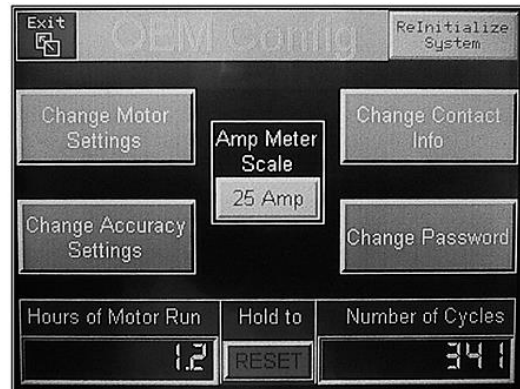 Exit
OEM Config
ReInitialize
System
Change Motor
Settings
Amp Meter
Scale
25 Amp
Change Contact
Info
Change Accuracy
Settings
Change Password
Hours of Motor Run
Hold to
Number of Cycles
1.2
RESET
341